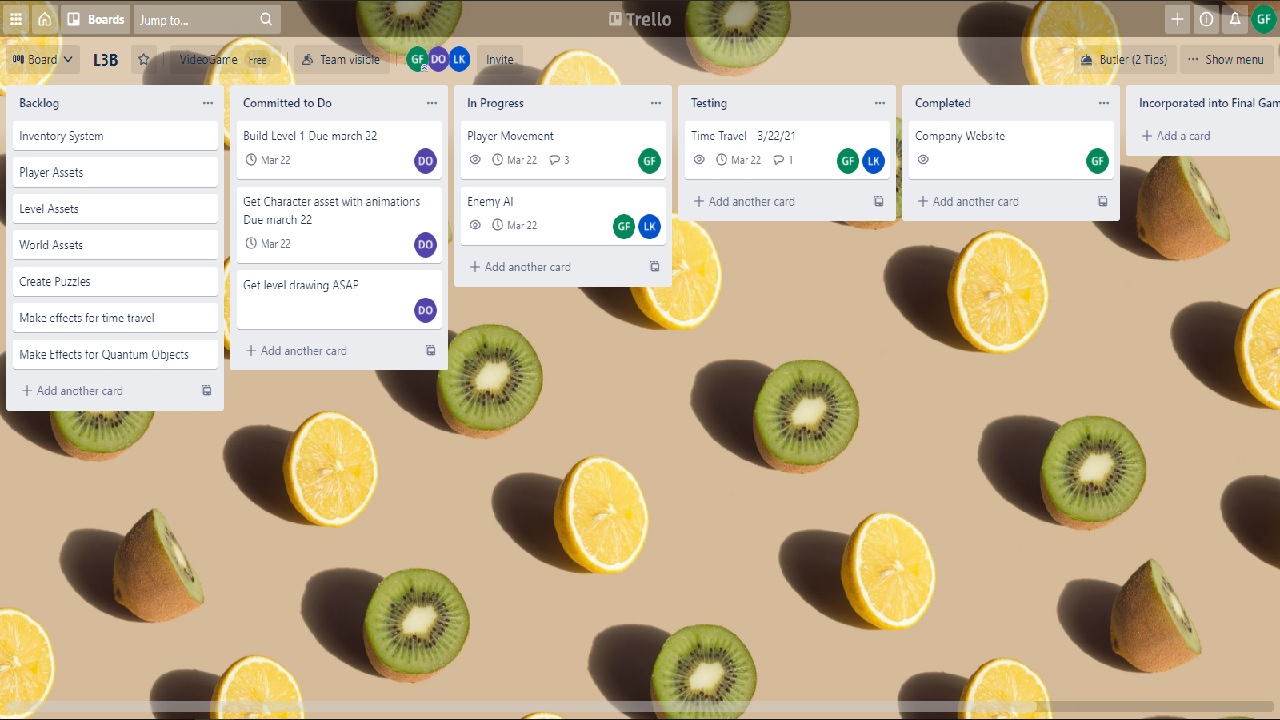 Boards
Jump to...
Trello
GF
Board
L3B
VideoGame
Free
Team visible
GF
DO
LK
Invite
Butler (2 Tips)
Show menu
Backlog
Inventory System
Player Assets
Level Assets
World Assets
Create Puzzles
Make effects for time travel
Make Effects for Quantum Objects
+ Add another card
Committed to Do
Build Level 1 Due march 22
Mar 22
DO
Get Character asset with animations
Due march 22
Mar 22
DO
Get level drawing ASAP
DO
+ Add another card
In Progress
Player Movement
Mar 22
3
GF
Enemy AI
Mar 22
GF
LK
+ Add another card
Testing
Time Travel - 3/22/21
Mar 22
1
GF
LK
+ Add another card
Completed
Company Website
GF
+ Add another card
Incorporated into Final Gam
+ Add a card